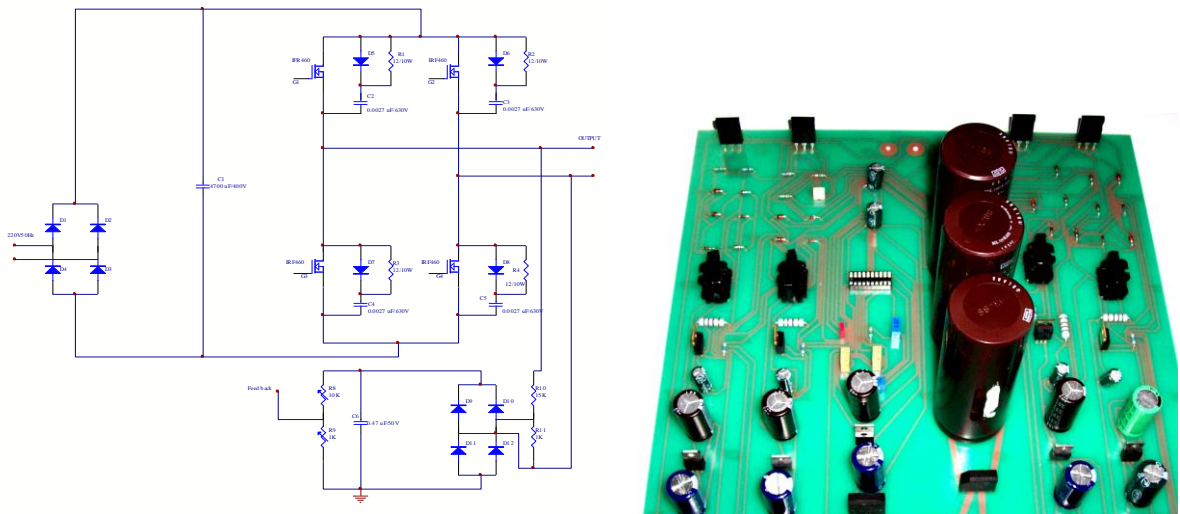 IFR460
G1
D5
R1
12/10W
C2
0.0027 uF/630V
IRF460
G2
D6
R2
12/10W
C3
0.0027 uF/630V
OUTPUT
C1
4700 uF/400V
D1
D2
220V50Hz
D4
D3
IRF460
G3
D7
R3
12/10W
C4
0.0027 uF/630V
IRF460
G4
D8
R4
12/10W
C5
0.0027 uF/630V
Feed back
R8
10K
R9
1K
C6
0.47 uF/50V
D9
D10
D11
D12
R10
15K
R11
1K